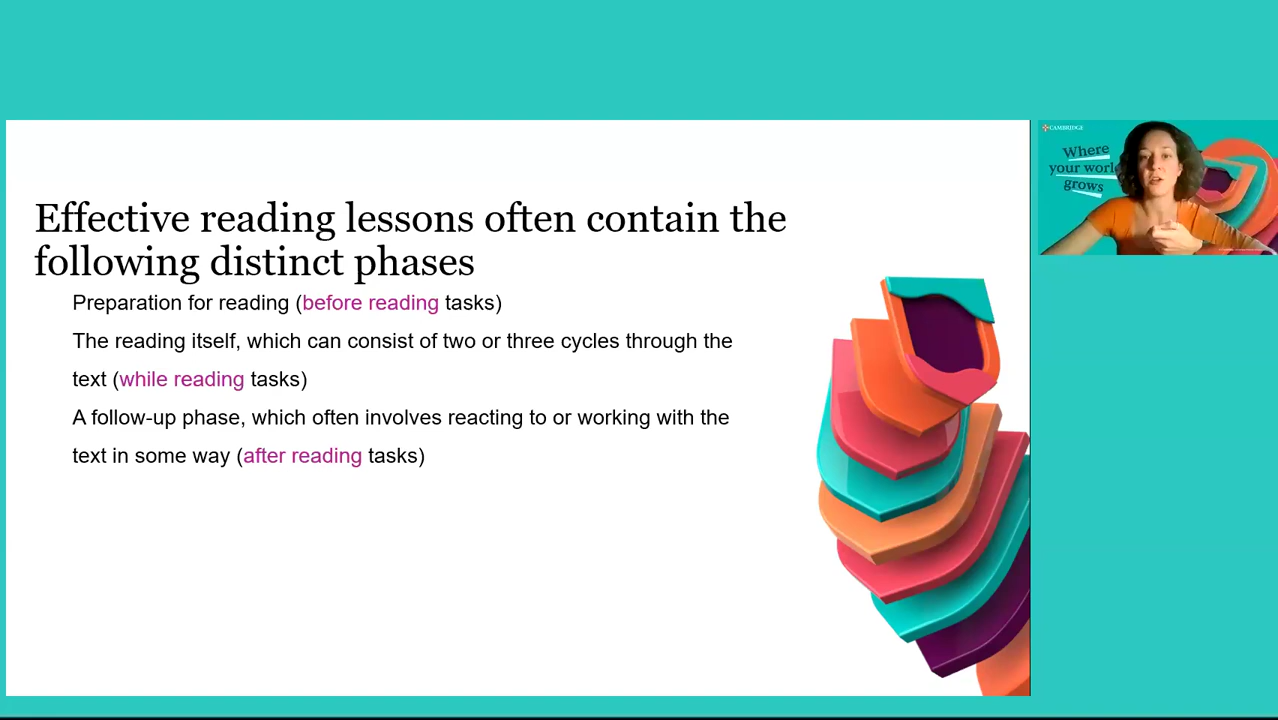 Effective reading lessons often contain the
following distinct phases
Preparation for reading (before reading tasks)
The reading itself, which can consist of two or three cycles through the
text (while reading tasks)
A follow-up phase, which often involves reacting to or working with the
text in some way (after reading tasks)
CAMBRIDGE
Where
your world
grows